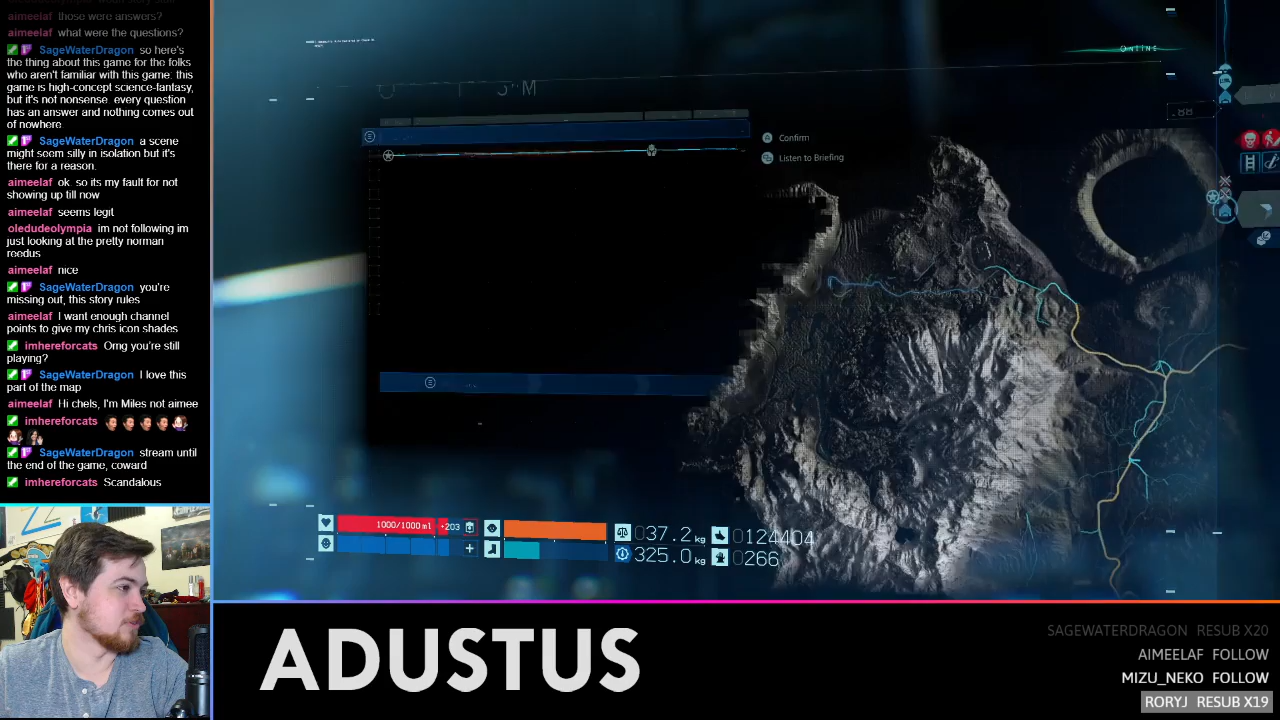 aimeelaf those were answers?
aimeelaf what were the questions?
SageWaterDragon so here's
the thing about this game for the folks
who aren't familiar with this game. this
game is high-concept science-fantasy,
but it's not nonsense. every question
has an answer and nothing comes out
of nowhere
SageWaterDragon a scene
might seem silly in isolation but it's
there for a reason.
aimeelaf ok. so its my fault for not
showing up till now
aimeelaf seems legit
oledudeolympia im not following im
just looking at the pretty norman
reedus
aimeelaf nice
SageWaterDragon you're
missing out, this story rules
aimeelaf I want enough channel
points to give my chris icon shades
imhereforcats Omg you're still
playing?
SageWaterDragon I love this
part of the map
aimeelaf Hi chels, I'm Miles not aimee
imhereforcats
SageWaterDragon stream until
the end of the game, coward
imhereforcats Scandalous
ONLINE
Confirm
Listen to Briefing
1000/1000ml +203
037.2 kg 0124404
325.0 kg 0266
ADUSTUS
SAGEWATERDRAGON RESUB X20
AIMEELAF FOLLOW
MIZU_NEKO FOLLOW
RORYJ RESUB X19